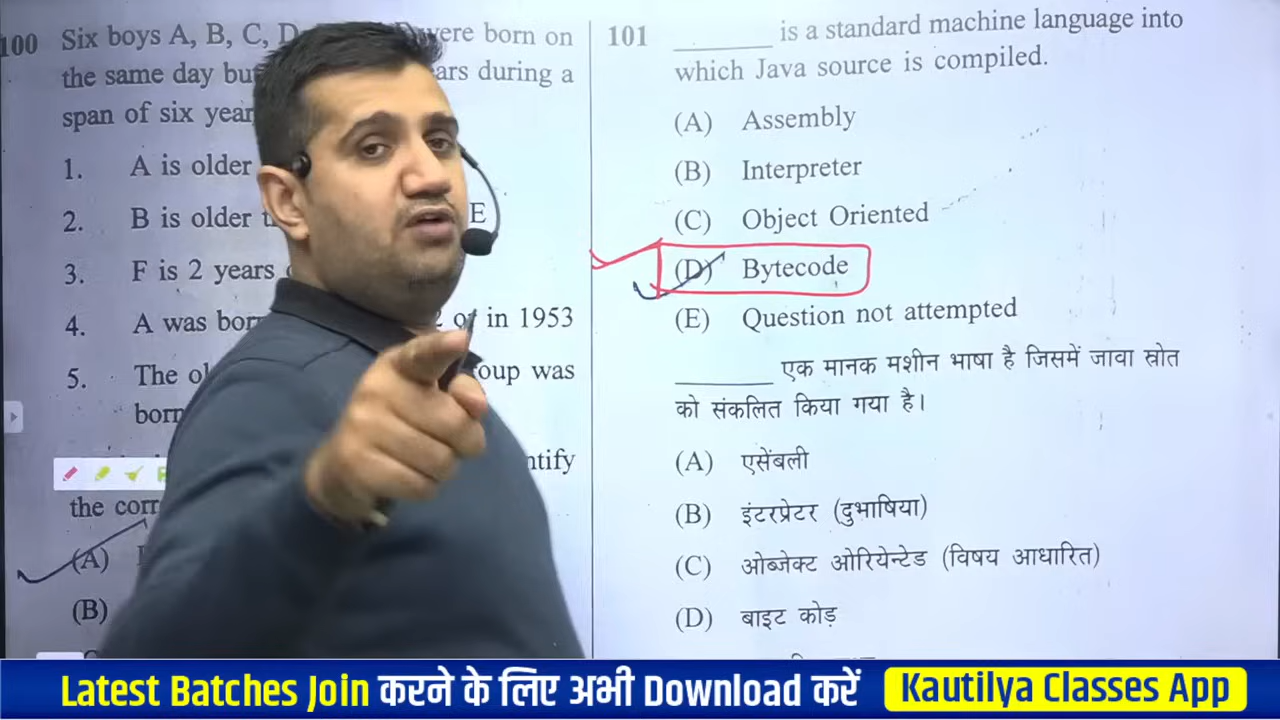 100 Six boys A, B, C, D were born on
the same day but ars during a
span of six year
1. A is older
2. B is older E
3. F is 2 years
4. A was bor in 1953
5. The ol oup was
born
ntify
the corr
(A)
(B)
101 ________ is a standard machine language into
which Java source is compiled.
(A) Assembly
(B) Interpreter
(C) Object Oriented
(D) Bytecode
(E) Question not attempted
________ एक मानक मशीन भाषा है जिसमें जावा स्रोत
को संकलित किया गया है।
(A) एसेंबली
(B) इंटरप्रेटर (दुभाषिया)
(C) ओब्जेक्ट ओरियेन्टेड (विषय आधारित)
(D) बाइट कोड़
Latest Batches Join करने के लिए अभी Download करें Kautilya Classes App